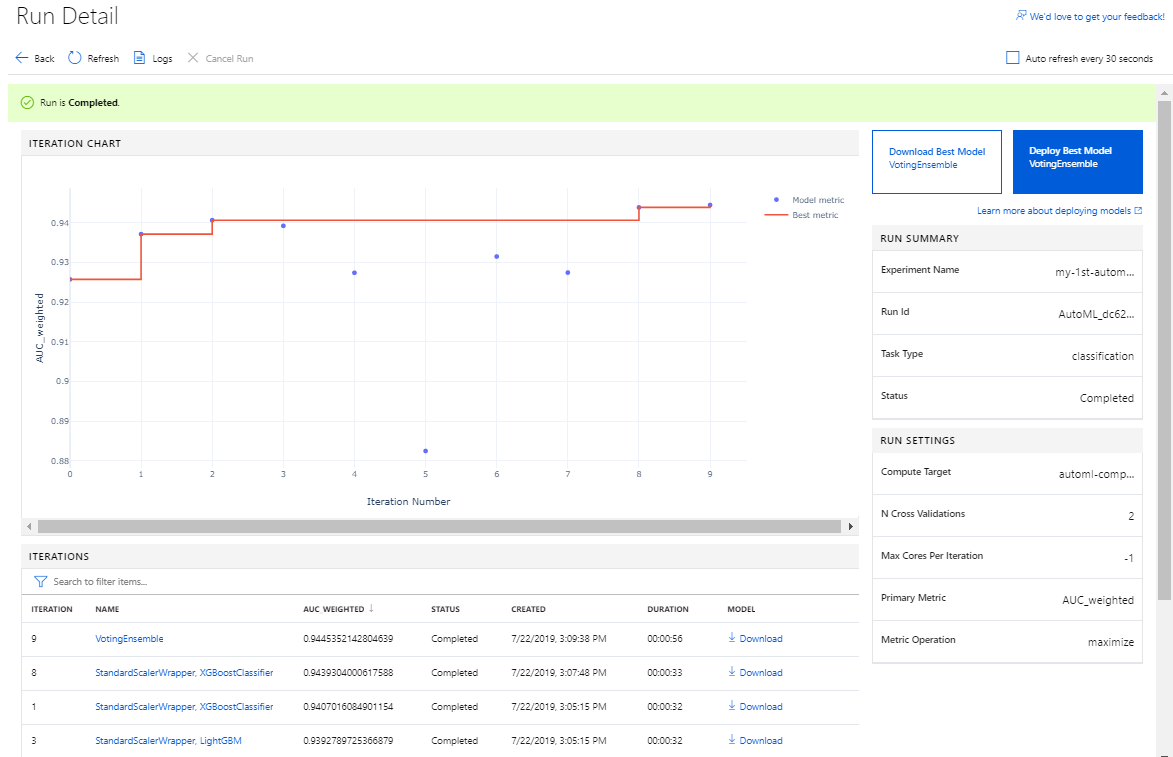 Run Detail
We'd love to get your feedback!
Back Refresh Logs Cancel Run
Auto refresh every 30 seconds
Run is Completed.
ITERATION CHART
Model metric
Best metric
AUC_weighted
0.94
0.93
0.92
0.91
0.9
0.89
0.88
0 1 2 3 4 5 6 7 8 9
Iteration Number
Download Best Model
VotingEnsemble
Deploy Best Model
VotingEnsemble
Learn more about deploying models
RUN SUMMARY
Experiment Name my-1st-autom...
Run Id AutoML_dc62...
Task Type classification
Status Completed
RUN SETTINGS
Compute Target automl-comp...
N Cross Validations 2
Max Cores Per Iteration -1
Primary Metric AUC_weighted
Metric Operation maximize
ITERATIONS
Search to filter items...
ITERATION NAME AUC WEIGHTED ↓ STATUS CREATED DURATION MODEL
9 VotingEnsemble 0.9445352142804639 Completed 7/22/2019, 3:09:38 PM 00:00:56 Download
8 StandardScalerWrapper, XGBoostClassifier 0.9439304000617588 Completed 7/22/2019, 3:07:48 PM 00:00:33 Download
1 StandardScalerWrapper, XGBoostClassifier 0.9407016084901154 Completed 7/22/2019, 3:05:15 PM 00:00:32 Download
3 StandardScalerWrapper, LightGBM 0.9392789725366879 Completed 7/22/2019, 3:05:15 PM 00:00:32 Download